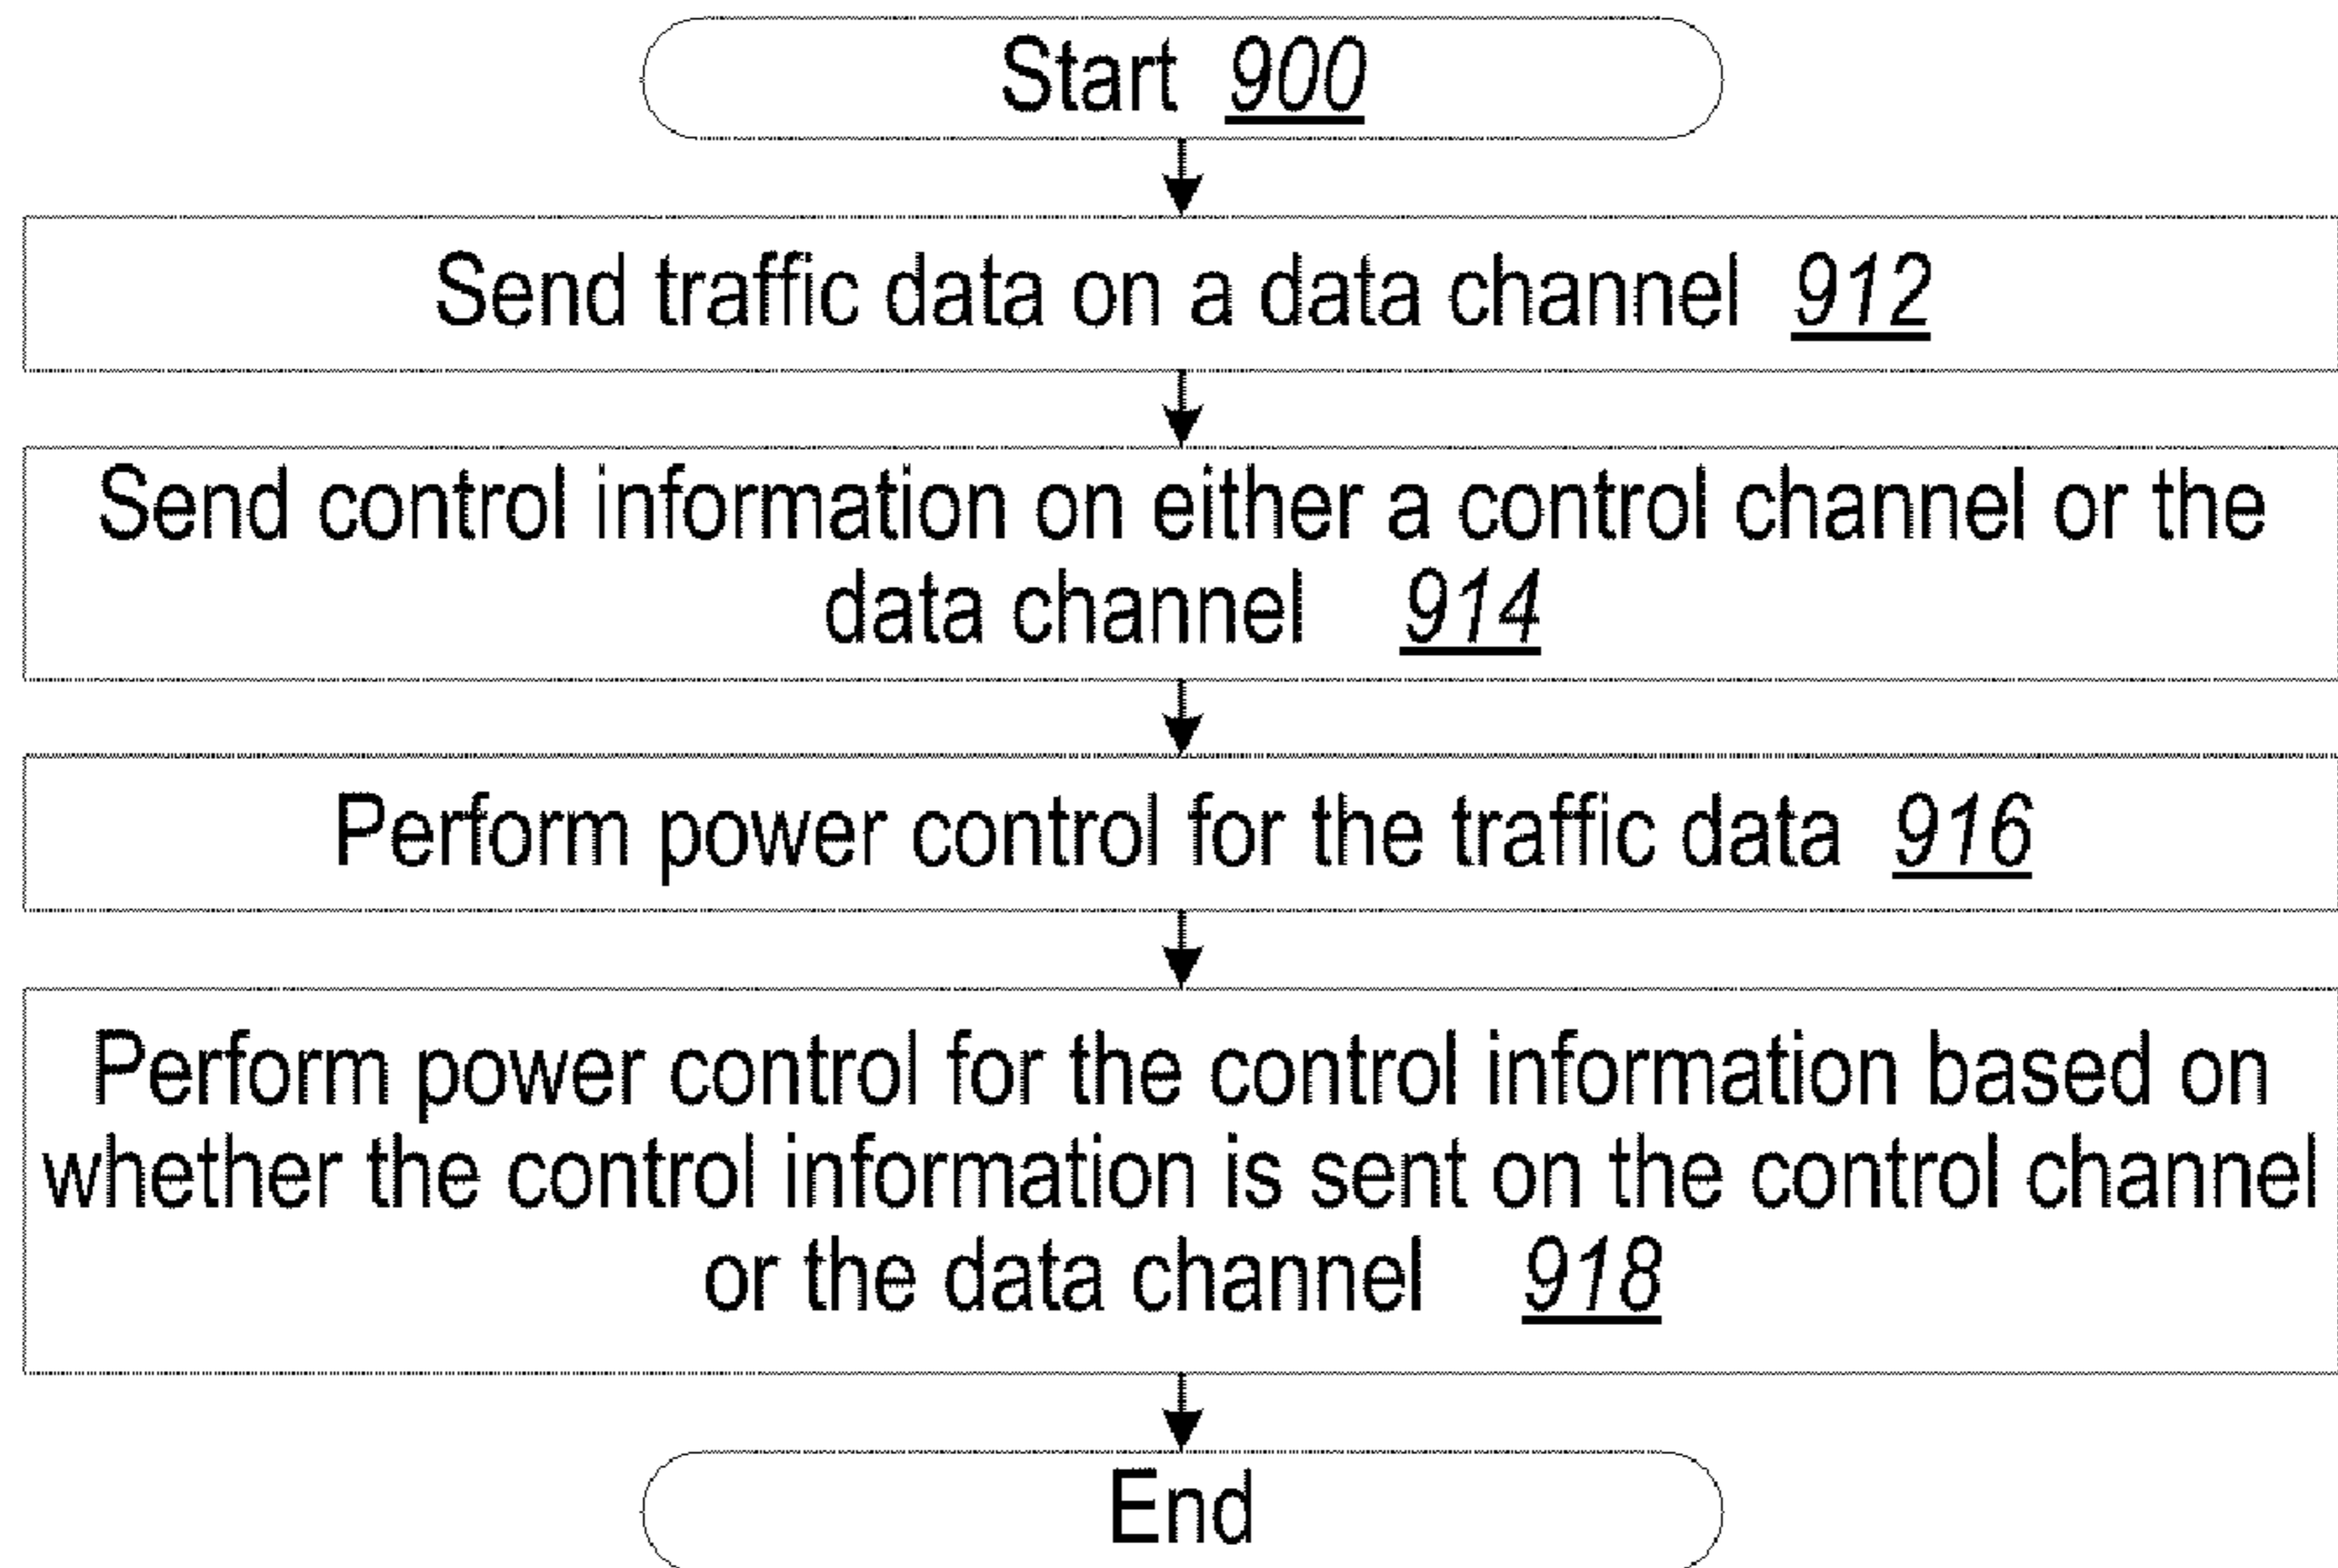 Start 900
Send traffic data on a data channel 912
Send control information on either a control channel or the
data channel 914
Perform power control for the traffic data 916
Perform power control for the control information based on
whether the control information is sent on the control channel
or the data channel 918
End